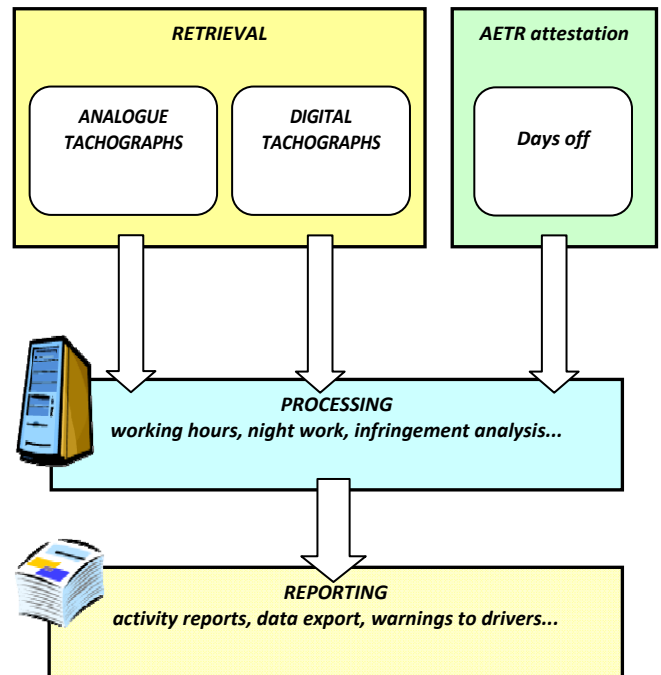 RETRIEVAL
ANALOGUE
TACHOGRAPHS
DIGITAL
TACHOGRAPHS
AETR attestation
Days off
PROCESSING
working hours, night work, infringement analysis...
REPORTING
activity reports, data export, warnings to drivers...